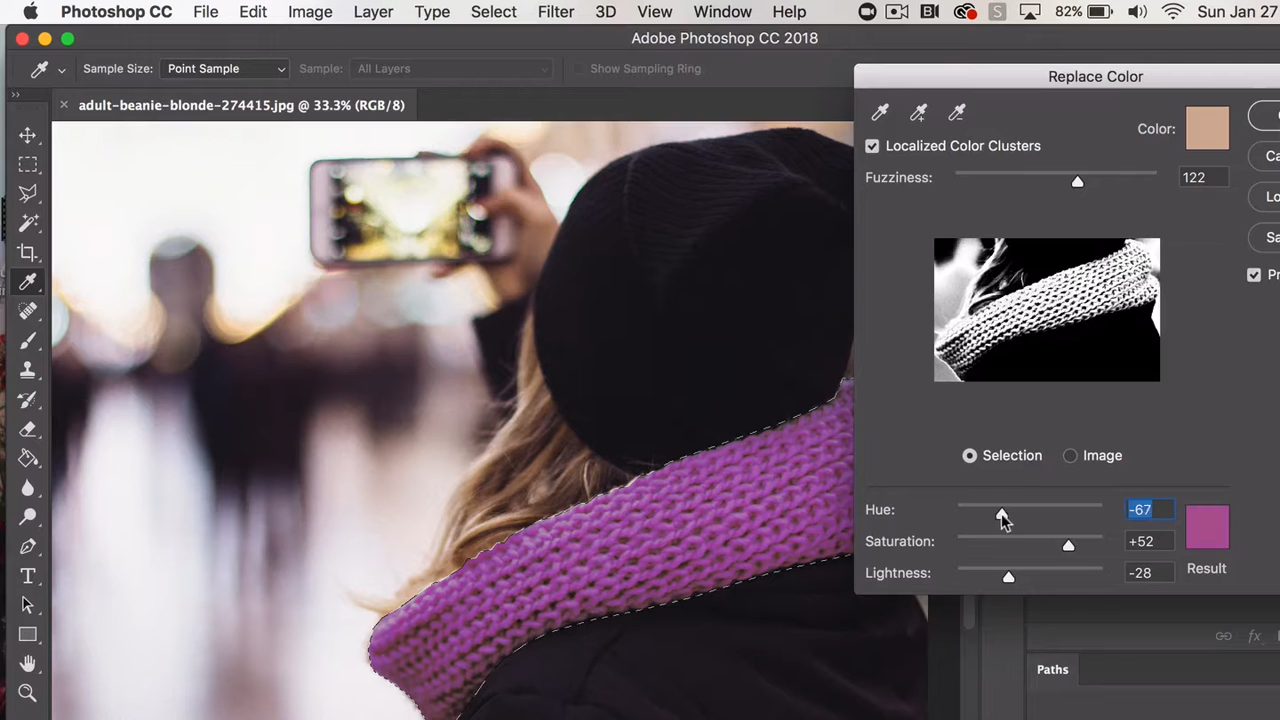 Photoshop CC File Edit Image Layer Type Select Filter 3D View Window Help 82% Sun Jan 27
Adobe Photoshop CC 2018
Sample Size: Point Sample Sample: All Layers Show Sampling Ring
Replace Color
adult-beanie-blonde-274415.jpg @ 33.3% (RGB/8)
Color:
Localized Color Clusters
Fuzziness: 122
Selection Image
Hue: -67
Saturation: +52
Lightness: -28
Result
fx
Paths
T